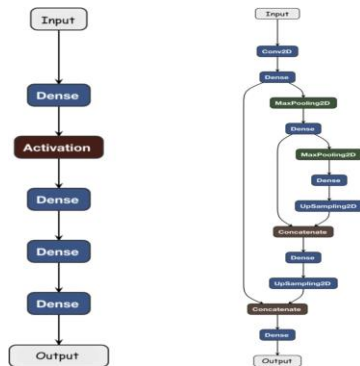 Input
Dense
Activation
Dense
Dense
Dense
Output
Input
Conv2D
Dense
MaxPooling2D
Dense
MaxPooling2D
Dense
UpSampling2D
Concatenate
Dense
UpSampling2D
Concatenate
Dense
Output